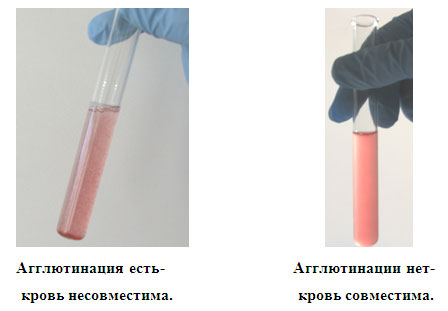 Агглютинация есть-
кровь несовместима.
Агглютинации нет-
кровь совместима.